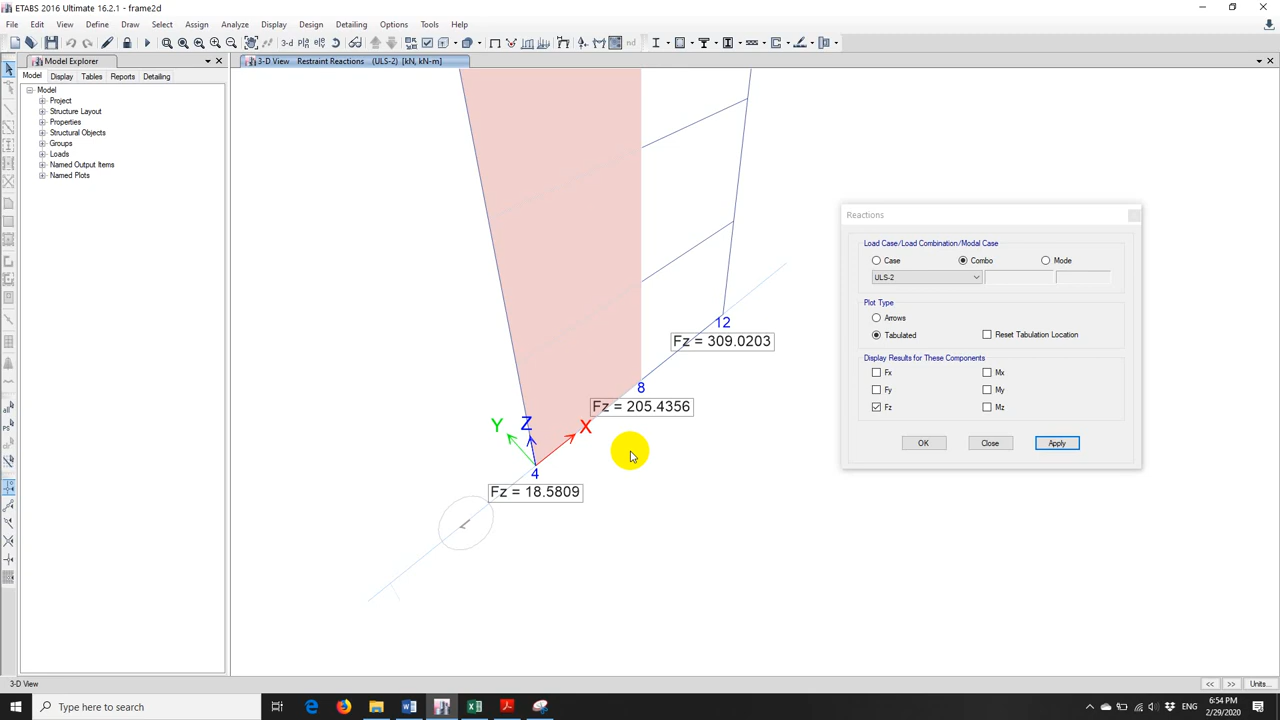 ETABS 2016 Ultimate 16.2.1 - frame2d
File Edit View Define Draw Select Assign Analyze Display Design Detailing Options Tools Help
3-d nd
Model Explorer
3-D View Restraint Reactions (ULS-2) [kN, kN-m]
Model Display Tables Reports Detailing
Model
Project
Structure Layout
Properties
Structural Objects
Groups
Loads
Named Output Items
Named Plots
12
Fz = 309.0203
8
Fz = 205.4356
Y Z X
4
Fz = 18.5809
Reactions
Load Case/Load Combination/Modal Case
Case Combo Mode
ULS-2
Plot Type
Arrows
Tabulated Reset Tabulation Location
Display Results for These Components
Fx Mx
Fy My
Fz Mz
OK Close Apply
all
PS
3-D View << >> Units...
Type here to search
ENG
6:54 PM
2/29/2020